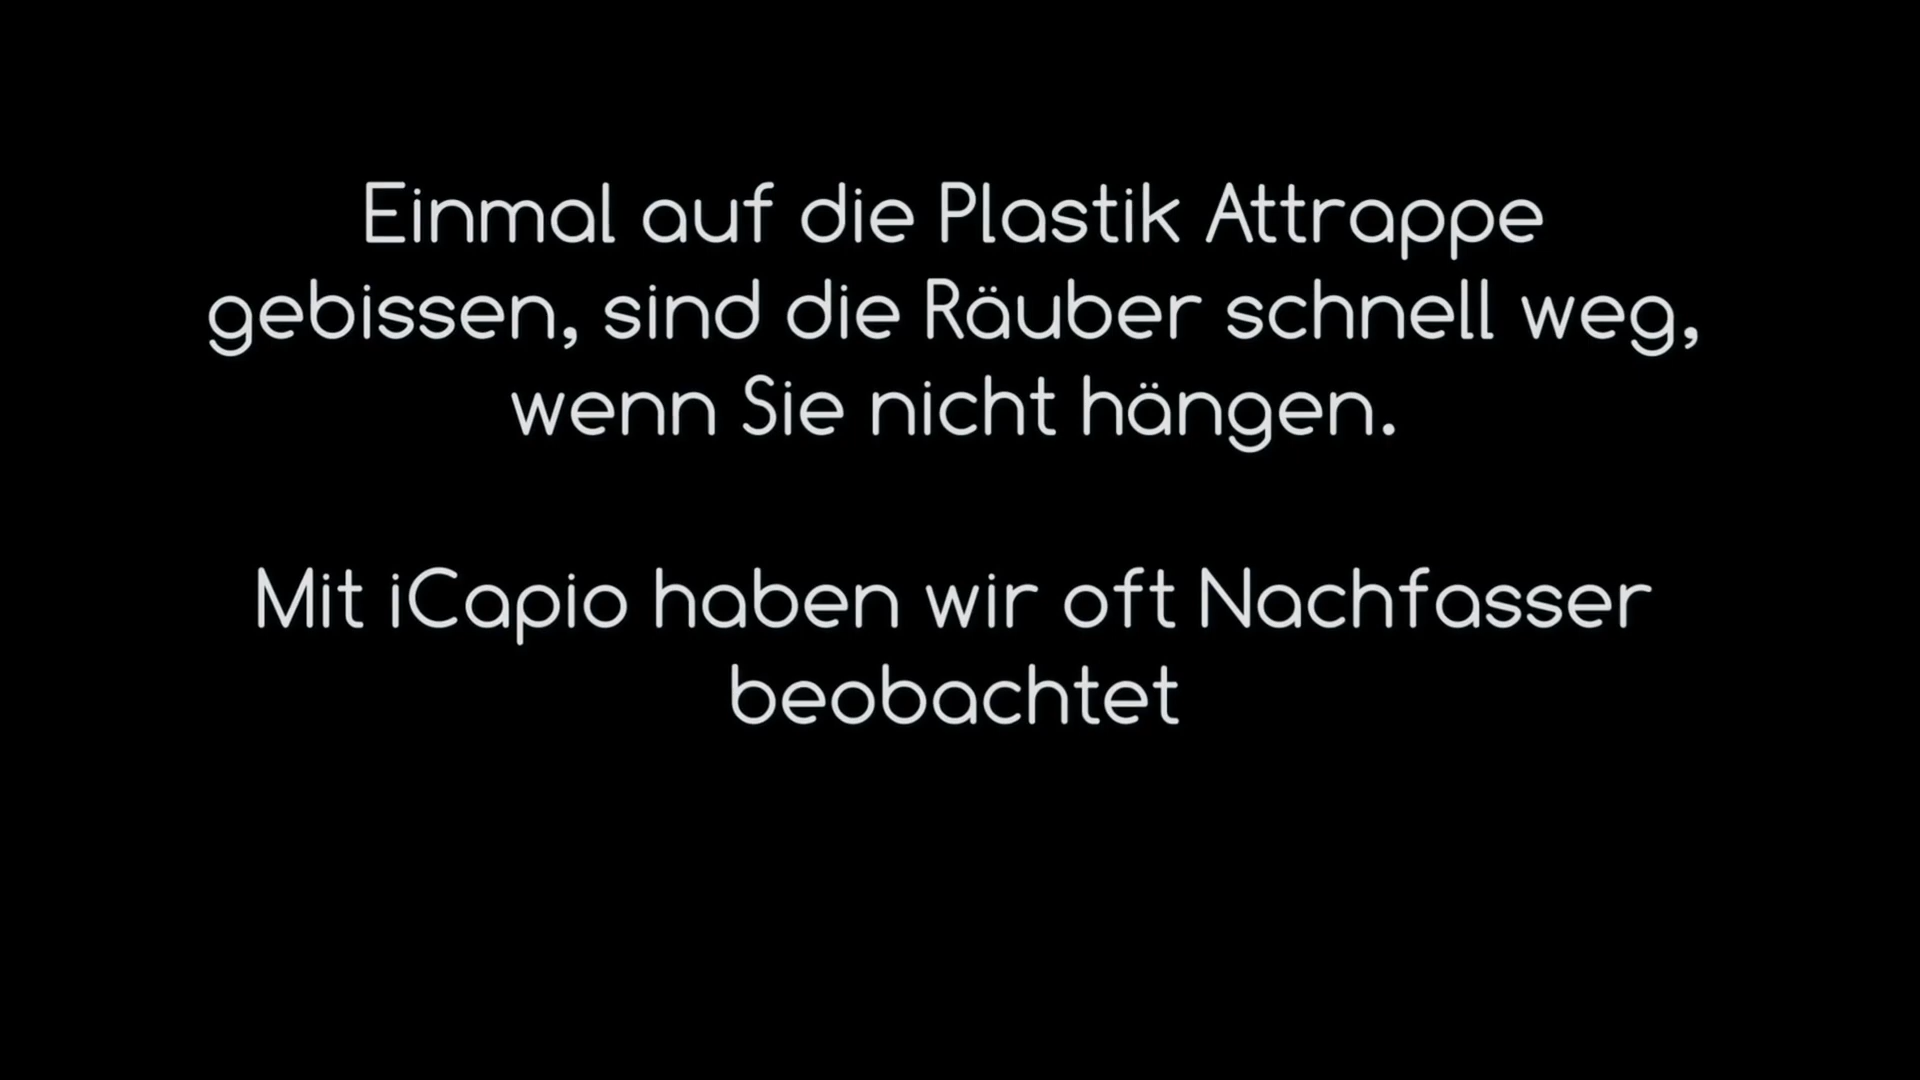 Einmal auf die Plastik Attrappe
gebissen, sind die Räuber schnell weg,
wenn Sie nicht hängen.
Mit iCapio haben wir oft Nachfasser
beobachtet